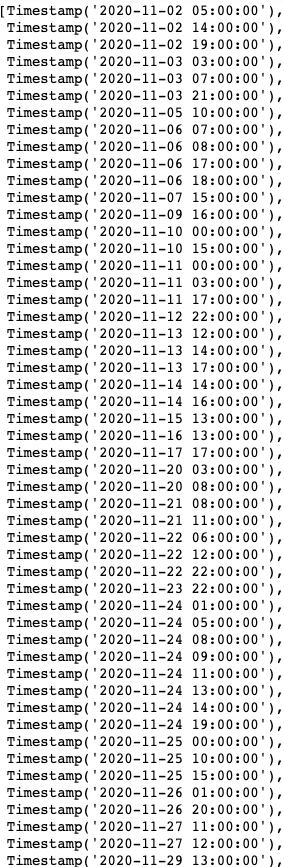 [Timestamp('2020-11-02 05:00:00'),
Timestamp('2020-11-02 14:00:00'),
Timestamp('2020-11-02 19:00:00'),
Timestamp('2020-11-03 03:00:00'),
Timestamp('2020-11-03 07:00:00'),
Timestamp('2020-11-03 21:00:00'),
Timestamp('2020-11-05 10:00:00'),
Timestamp('2020-11-06 07:00:00'),
Timestamp('2020-11-06 08:00:00'),
Timestamp('2020-11-06 17:00:00'),
Timestamp('2020-11-06 18:00:00'),
Timestamp('2020-11-07 15:00:00'),
Timestamp('2020-11-09 16:00:00'),
Timestamp('2020-11-10 00:00:00'),
Timestamp('2020-11-10 15:00:00'),
Timestamp('2020-11-11 00:00:00'),
Timestamp('2020-11-11 03:00:00'),
Timestamp('2020-11-11 17:00:00'),
Timestamp('2020-11-12 22:00:00'),
Timestamp('2020-11-13 12:00:00'),
Timestamp('2020-11-13 14:00:00'),
Timestamp('2020-11-13 17:00:00'),
Timestamp('2020-11-14 14:00:00'),
Timestamp('2020-11-14 16:00:00'),
Timestamp('2020-11-15 13:00:00'),
Timestamp('2020-11-16 13:00:00'),
Timestamp('2020-11-17 17:00:00'),
Timestamp('2020-11-20 03:00:00'),
Timestamp('2020-11-20 08:00:00'),
Timestamp('2020-11-21 08:00:00'),
Timestamp('2020-11-21 11:00:00'),
Timestamp('2020-11-22 06:00:00'),
Timestamp('2020-11-22 12:00:00'),
Timestamp('2020-11-22 22:00:00'),
Timestamp('2020-11-23 22:00:00'),
Timestamp('2020-11-24 01:00:00'),
Timestamp('2020-11-24 05:00:00'),
Timestamp('2020-11-24 08:00:00'),
Timestamp('2020-11-24 09:00:00'),
Timestamp('2020-11-24 11:00:00'),
Timestamp('2020-11-24 13:00:00'),
Timestamp('2020-11-24 14:00:00'),
Timestamp('2020-11-24 19:00:00'),
Timestamp('2020-11-25 00:00:00'),
Timestamp('2020-11-25 10:00:00'),
Timestamp('2020-11-25 15:00:00'),
Timestamp('2020-11-26 01:00:00'),
Timestamp('2020-11-26 20:00:00'),
Timestamp('2020-11-27 11:00:00'),
Timestamp('2020-11-27 12:00:00'),
Timestamp('2020-11-29 13:00:00'),